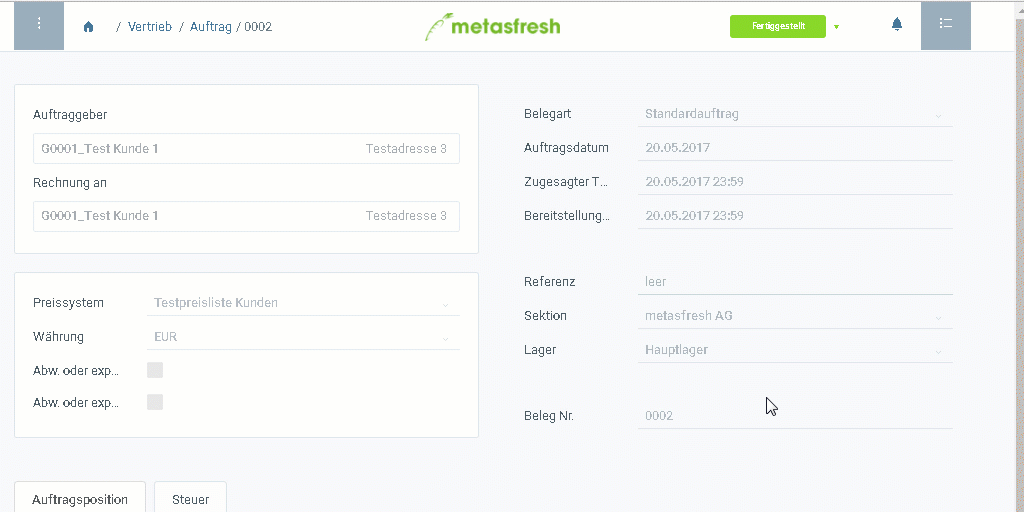 / Vertrieb / Auftrag / 0002
metasfresh
Fertiggestellt
Auftraggeber
G0001_Test Kunde 1 Testadresse 3
Rechnung an
G0001_Test Kunde 1 Testadresse 3
Preissystem Testpreisliste Kunden
Währung EUR
Abw. oder exp...
Abw. oder exp...
Belegart Standardauftrag
Auftragsdatum 20.05.2017
Zugesagter T... 20.05.2017 23:59
Bereitstellung... 20.05.2017 23:59
Referenz leer
Sektion metasfresh AG
Lager Hauptlager
Beleg Nr. 0002
Auftragsposition Steuer